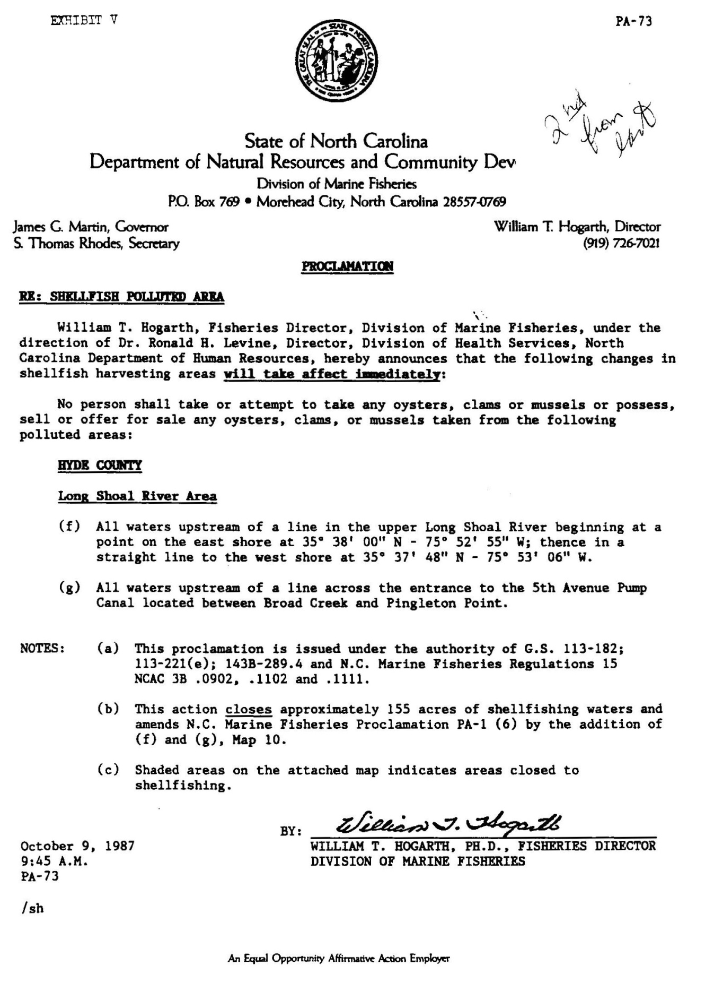 EXHIBIT V
PA-73
THE GREAT SEAL OF THE STATE OF NORTH CAROLINA
2nd
from
last
State of North Carolina
Department of Natural Resources and Community Dev
Division of Marine Fisheries
P.O. Box 769 • Morehead City, North Carolina 28557-0769
James G. Martin, Governor
S. Thomas Rhodes, Secretary
William T. Hogarth, Director
(919) 726-7021
PROCLAMATION
RE: SHELLFISH POLLUTED AREA
William T. Hogarth, Fisheries Director, Division of Marine Fisheries, under the
direction of Dr. Ronald H. Levine, Director, Division of Health Services, North
Carolina Department of Human Resources, hereby announces that the following changes in
shellfish harvesting areas will take affect immediately:
No person shall take or attempt to take any oysters, clams or mussels or possess,
sell or offer for sale any oysters, clams, or mussels taken from the following
polluted areas:
HYDE COUNTY
Long Shoal River Area
(f) All waters upstream of a line in the upper Long Shoal River beginning at a
point on the east shore at 35° 38' 00" N - 75° 52' 55" W; thence in a
straight line to the west shore at 35° 37' 48" N - 75° 53' 06" W.
(g) All waters upstream of a line across the entrance to the 5th Avenue Pump
Canal located between Broad Creek and Pingleton Point.
NOTES: (a) This proclamation is issued under the authority of G.S. 113-182;
113-221(e); 143B-289.4 and N.C. Marine Fisheries Regulations 15
NCAC 3B .0902, .1102 and .1111.
(b) This action closes approximately 155 acres of shellfishing waters and
amends N.C. Marine Fisheries Proclamation PA-1 (6) by the addition of
(f) and (g), Map 10.
(c) Shaded areas on the attached map indicates areas closed to
shellfishing.
BY: William T. Hogarth
WILLIAM T. HOGARTH, PH.D., FISHERIES DIRECTOR
DIVISION OF MARINE FISHERIES
October 9, 1987
9:45 A.M.
PA-73
/sh
An Equal Opportunity Affirmative Action Employer